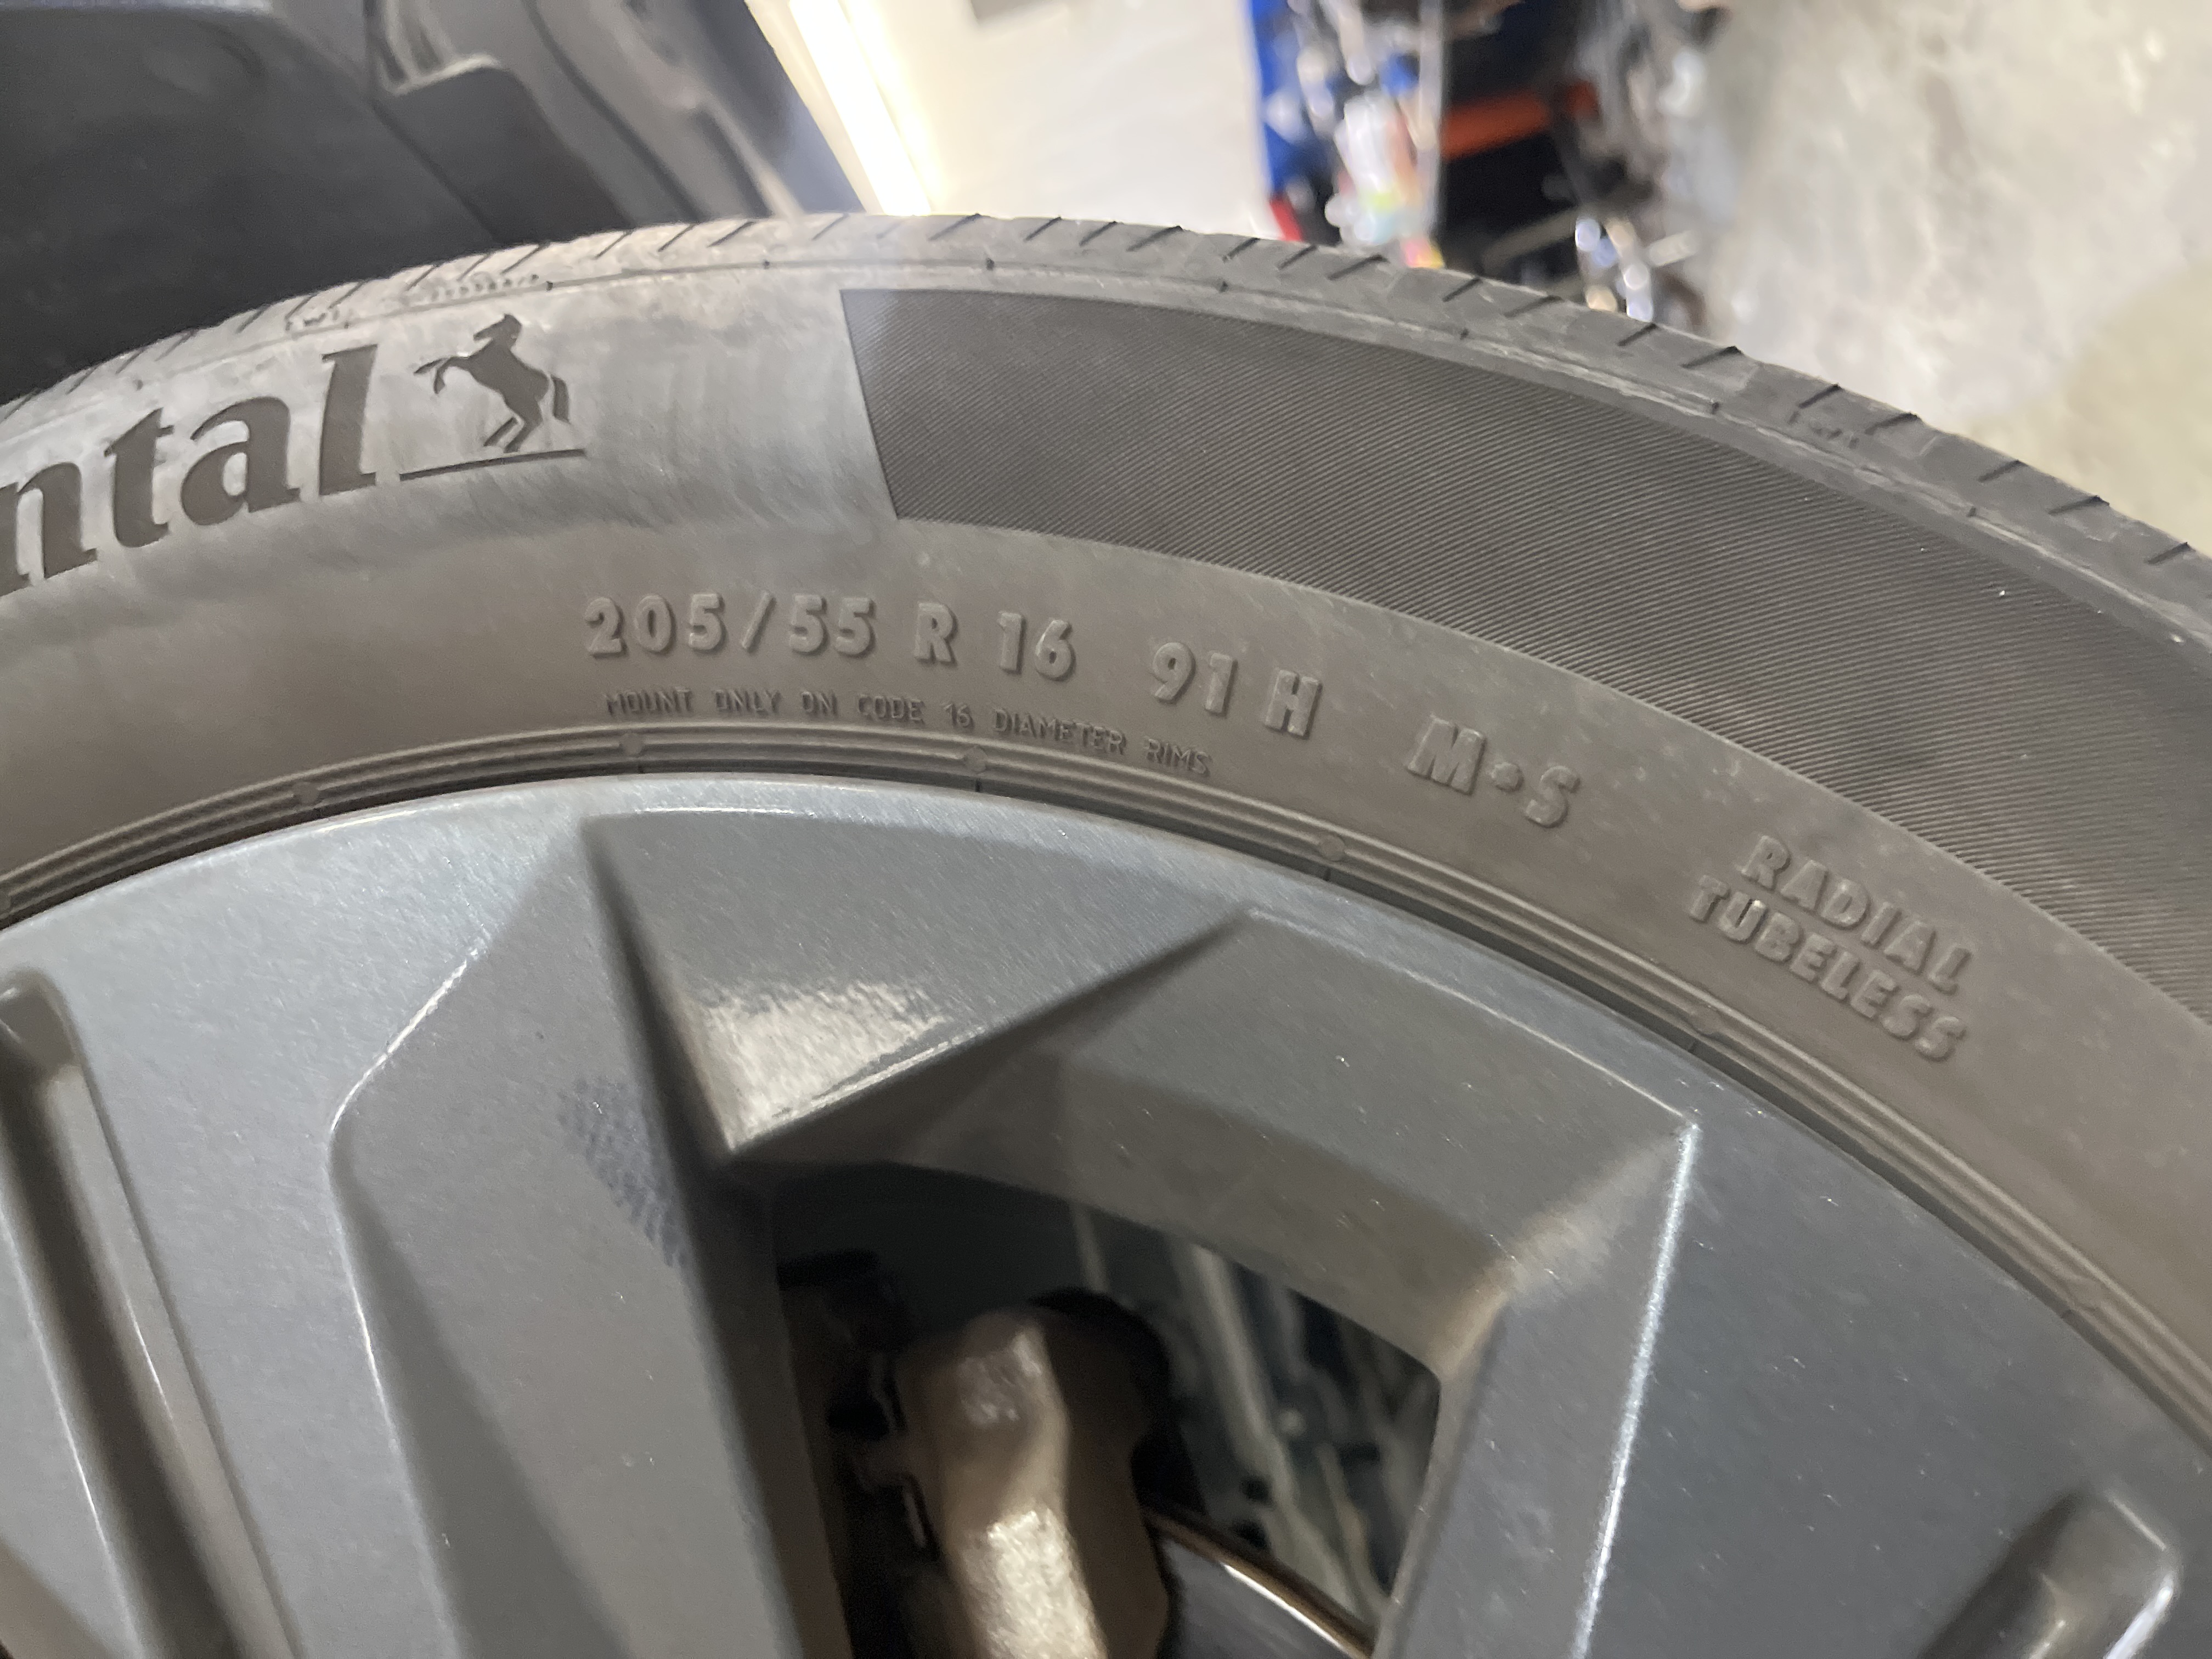 ntal
205/55 R 16 91 H M•S
MOUNT ONLY ON CODE 16 DIAMETER RIMS
RADIAL
TUBELESS